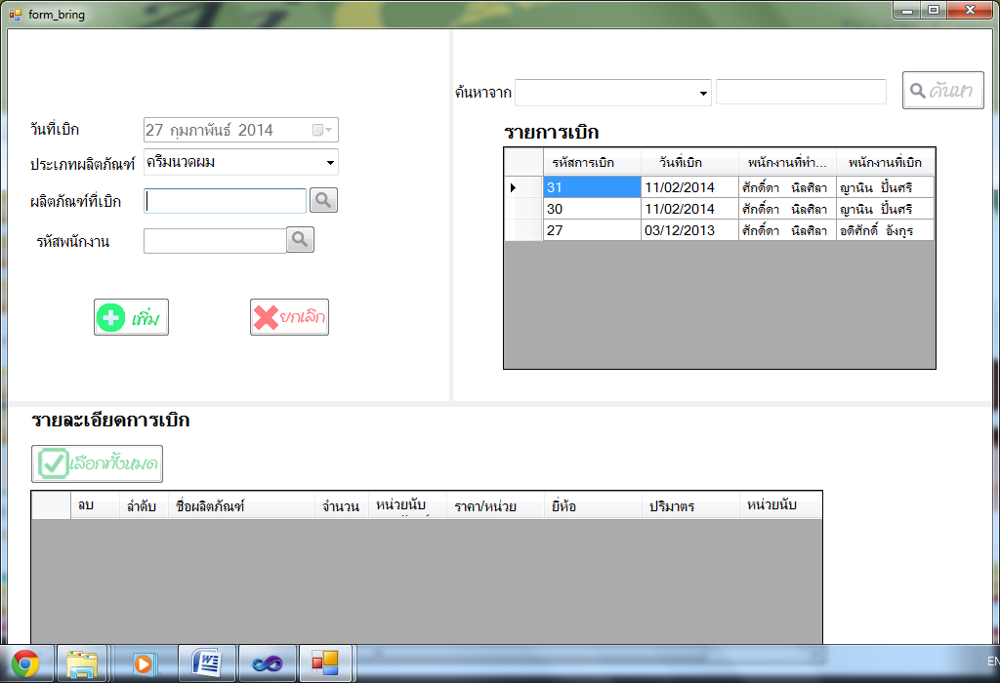 form_bring
ค้นหาจาก
ค้นหา
รายการเบิก
รหัสการเบิก วันที่เบิก พนักงานที่ทำ... พนักงานที่เบิก
31 11/02/2014 ศักดิ์ดา นิลศิลา ญานิน ปั้นศรี
30 11/02/2014 ศักดิ์ดา นิลศิลา ญานิน ปั้นศรี
27 03/12/2013 ศักดิ์ดา นิลศิลา อดิศักดิ์ อังกุร
วันที่เบิก 27 กุมภาพันธ์ 2014
ประเภทผลิตภัณฑ์ ครีมนวดผม
ผลิตภัณฑ์ที่เบิก
รหัสพนักงาน
เพิ่ม ยกเลิก
รายละเอียดการเบิก
เลือกทั้งหมด
ลบ ลำดับ ชื่อผลิตภัณฑ์ จำนวน หน่วยนับ ราคา/หน่วย ยี่ห้อ ปริมาตร หน่วยนับ
EN